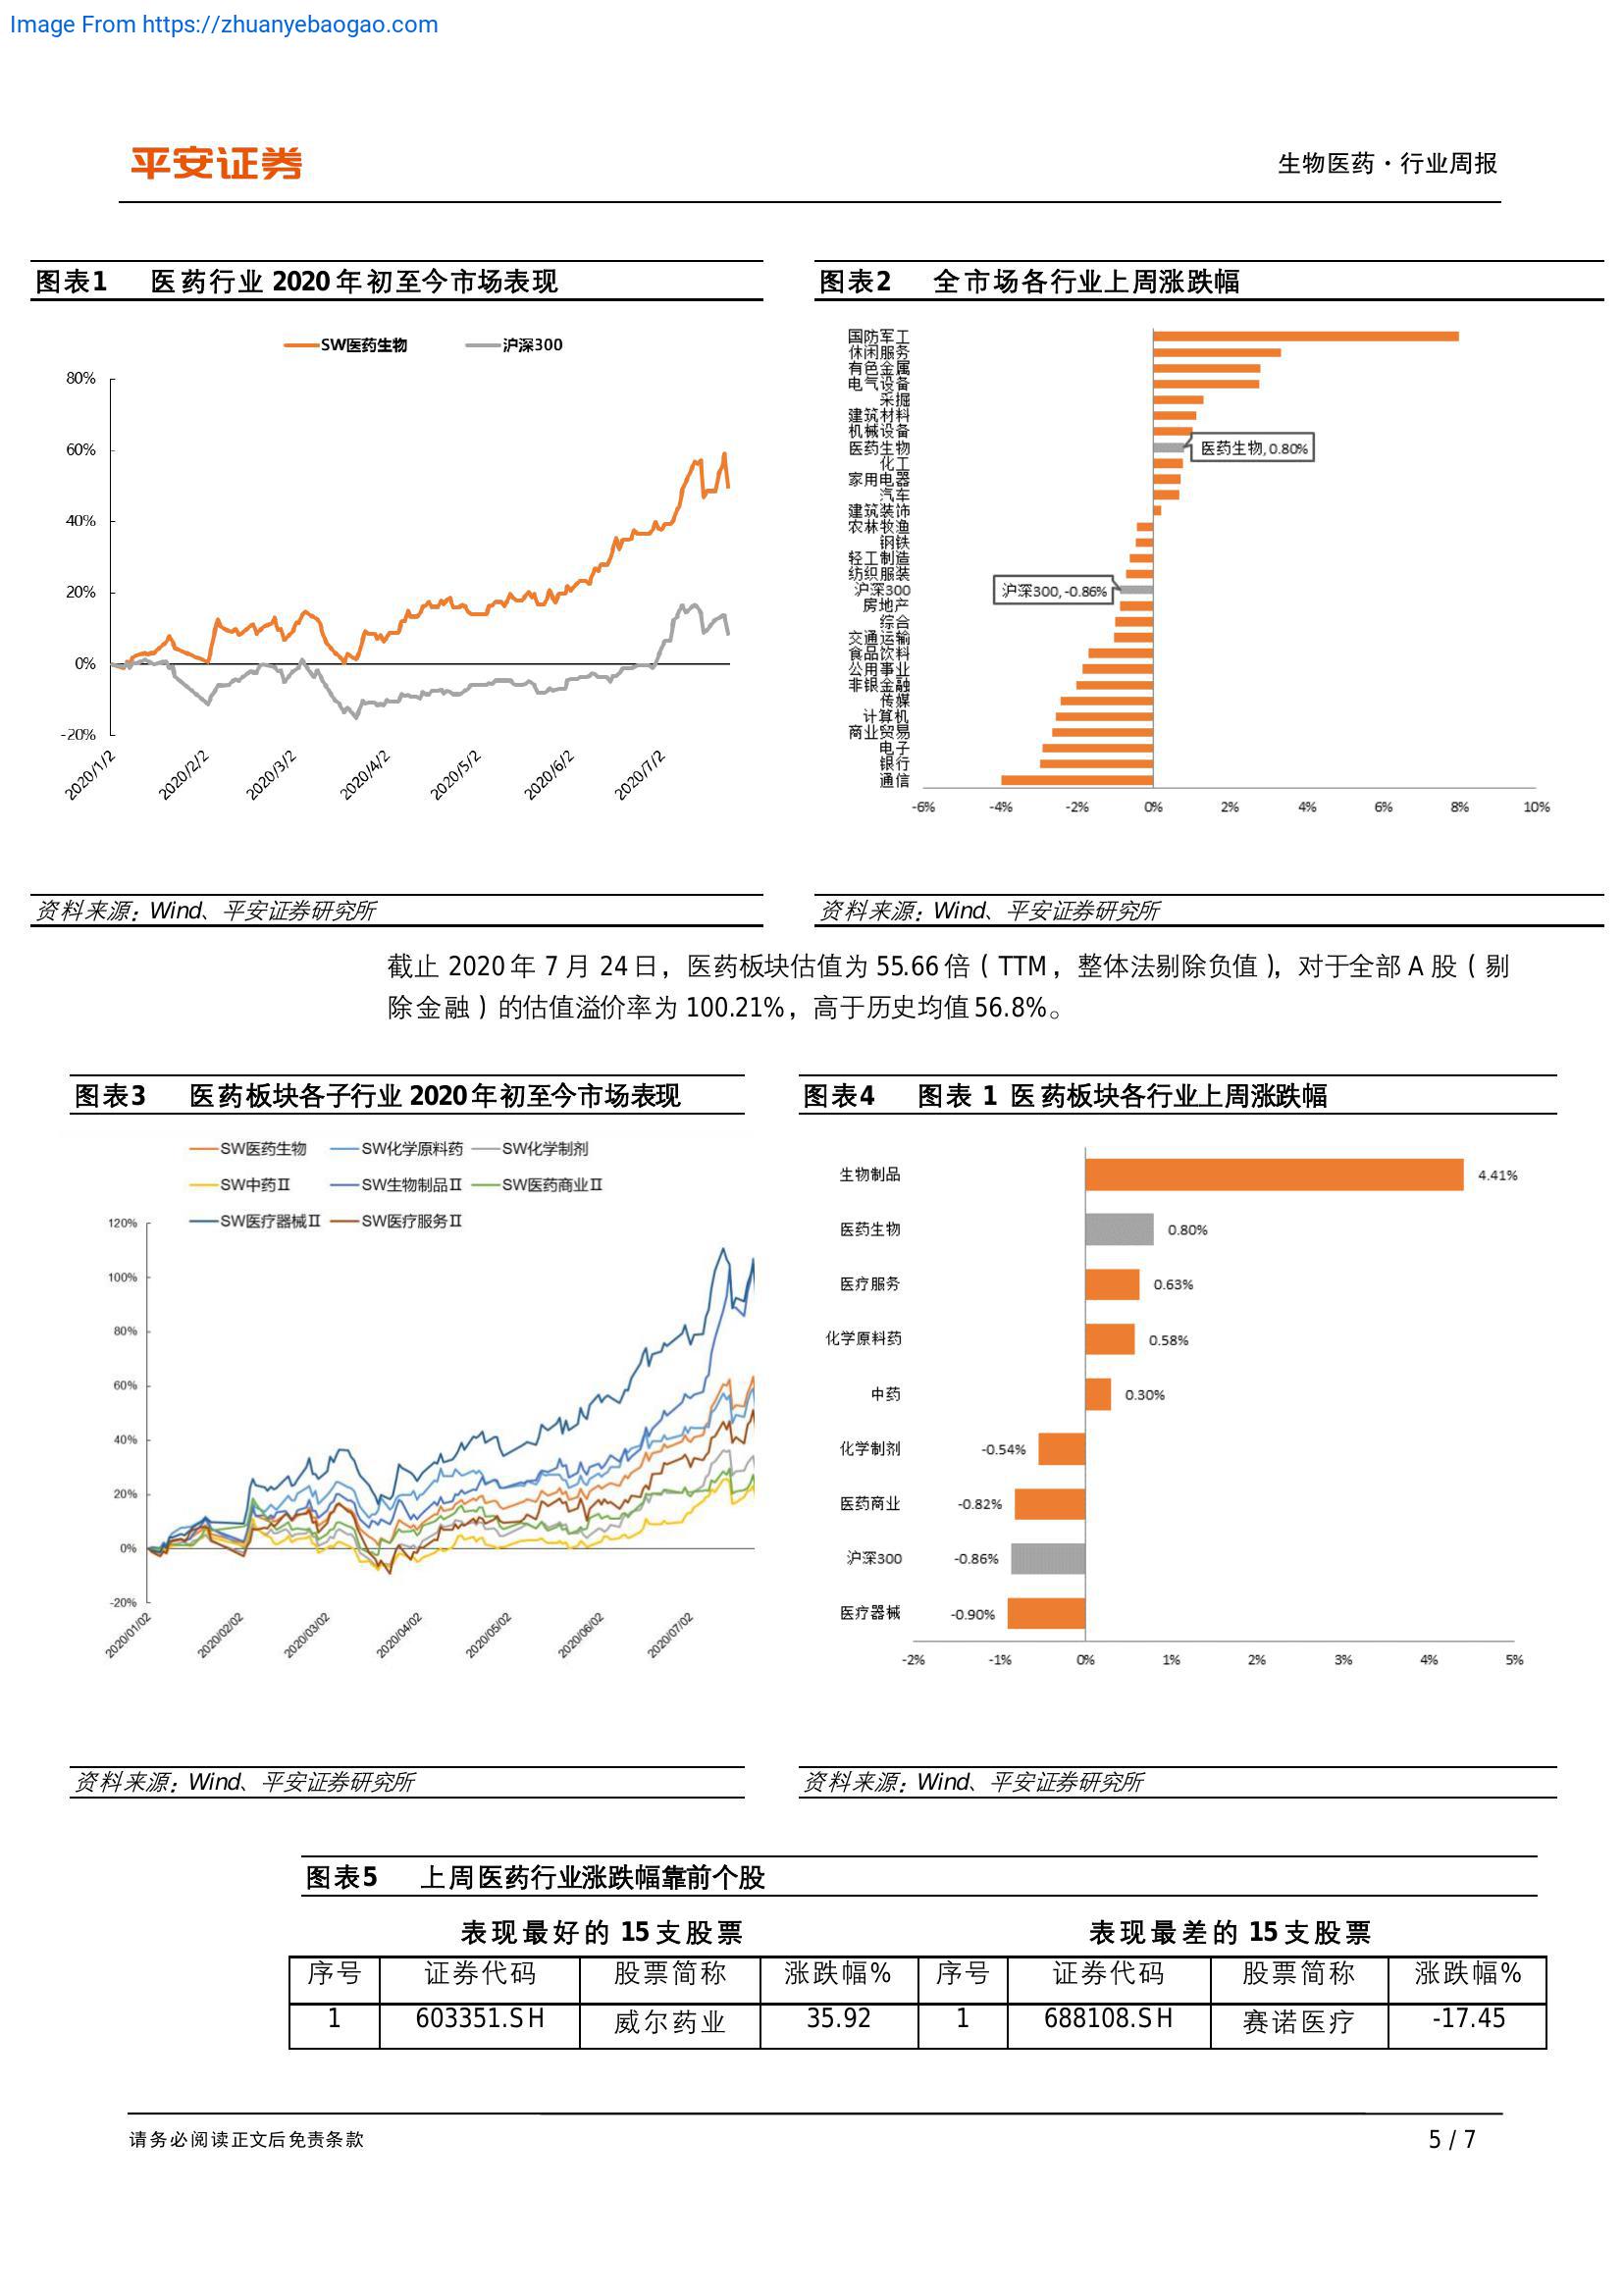 Image From https://zhuanyebaogao.com
平安证券
生物医药·行业周报
图表1 医药行业 2020 年初至今市场表现
SW医药生物 沪深300
80%
60%
40%
20%
0%
-20%
2020/1/2 2020/2/2 2020/3/2 2020/4/2 2020/5/2 2020/6/2 2020/7/2
资料来源：Wind、平安证券研究所
图表2 全市场各行业上周涨跌幅
国防军工
休闲服务
有色金属
电气设备
采掘
建筑材料
机械设备
医药生物
医药生物, 0.80%
化工
家用电器
汽车
建筑装饰
农林牧渔
钢铁
轻工制造
纺织服装
沪深300
沪深300, -0.86%
房地产
综合
交通运输
食品饮料
公用事业
非银金融
传媒
计算机
商业贸易
电子
银行
通信
-6% -4% -2% 0% 2% 4% 6% 8% 10%
资料来源：Wind、平安证券研究所
截止 2020 年 7 月 24 日，医药板块估值为 55.66 倍（TTM，整体法剔除负值），对于全部 A 股（剔
除金融）的估值溢价率为 100.21%，高于历史均值 56.8%。
图表3 医药板块各子行业 2020 年初至今市场表现
SW医药生物 SW化学原料药 SW化学制剂
SW中药Ⅱ SW生物制品Ⅱ SW医药商业Ⅱ
SW医疗器械Ⅱ SW医疗服务Ⅱ
120%
100%
80%
60%
40%
20%
0%
-20%
2020/01/02 2020/02/02 2020/03/02 2020/04/02 2020/05/02 2020/06/02 2020/07/02
资料来源：Wind、平安证券研究所
图表4 图表 1 医药板块各行业上周涨跌幅
生物制品 4.41%
医药生物 0.80%
医疗服务 0.63%
化学原料药 0.58%
中药 0.30%
化学制剂 -0.54%
医药商业 -0.82%
沪深300 -0.86%
医疗器械 -0.90%
-2% -1% 0% 1% 2% 3% 4% 5%
资料来源：Wind、平安证券研究所
图表5 上周医药行业涨跌幅靠前个股
表现最好的 15 支股票 表现最差的 15 支股票
序号 证券代码 股票简称 涨跌幅% 序号 证券代码 股票简称 涨跌幅%
1 603351.SH 威尔药业 35.92 1 688108.SH 赛诺医疗 -17.45
请务必阅读正文后免责条款
5 / 7